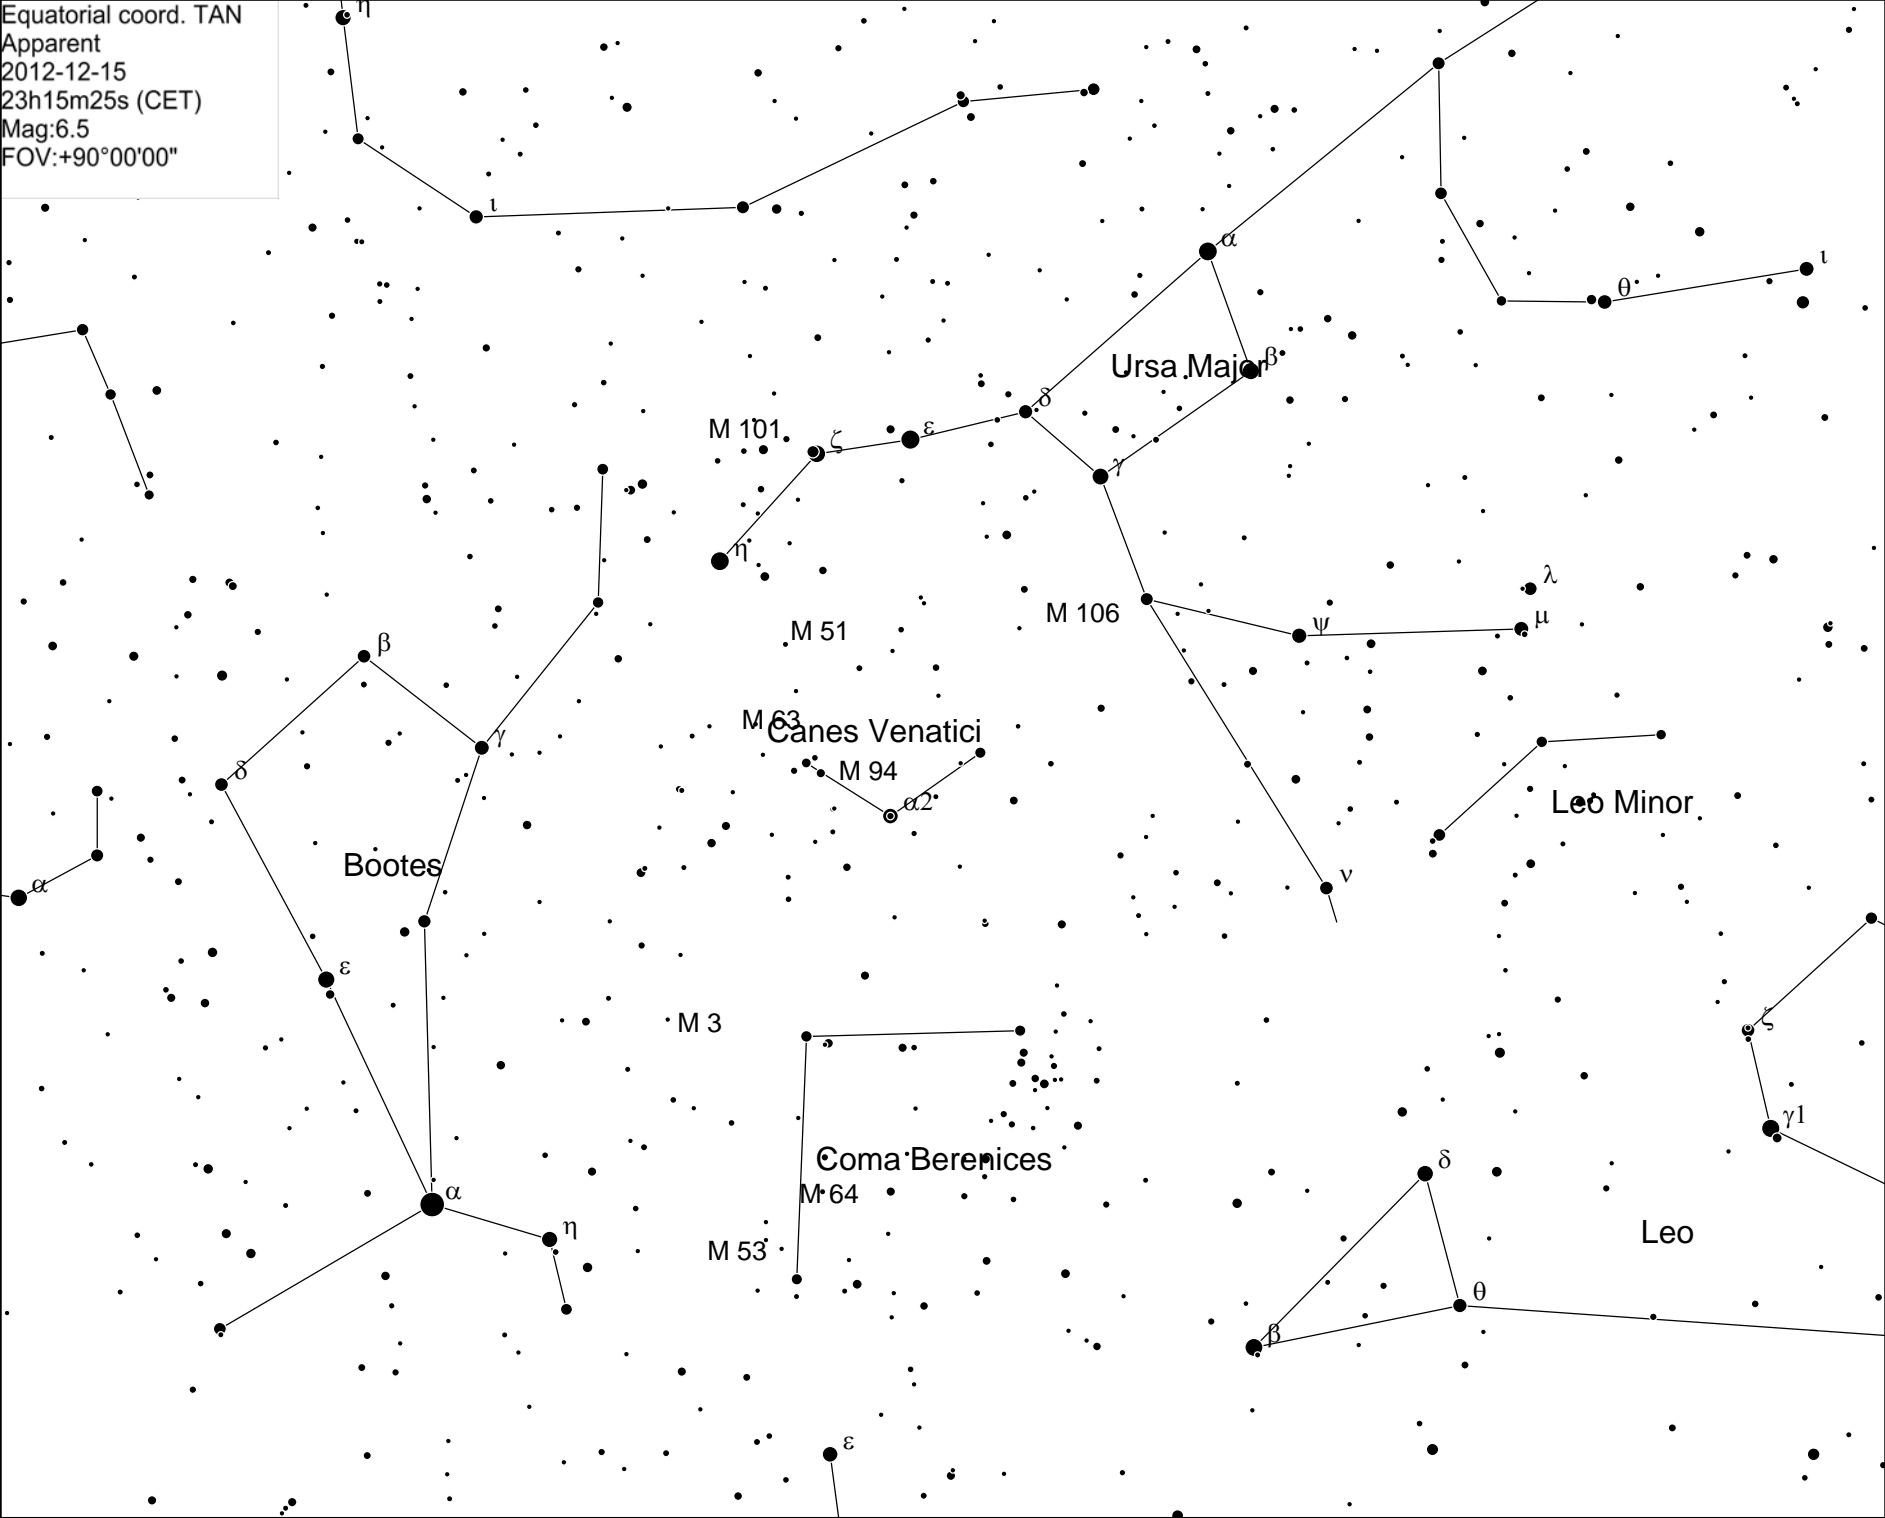 Equatorial coord. TAN
Apparent
2012-12-15
23h15m25s (CET)
Mag:6.5
FOV:+90°00'00"
η
ι
α
θ
ι
Ursa Major
β
δ
M 101
ζ
ε
γ
η
λ
M 106
μ
ψ
M 51
β
M 63
Canes Venatici
γ
δ
M 94
α2
Leo Minor
Bootes
ν
α
ε
M 3
ζ
γ1
Coma Berenices
δ
M 64
α
η
Leo
M 53
θ
β
ε